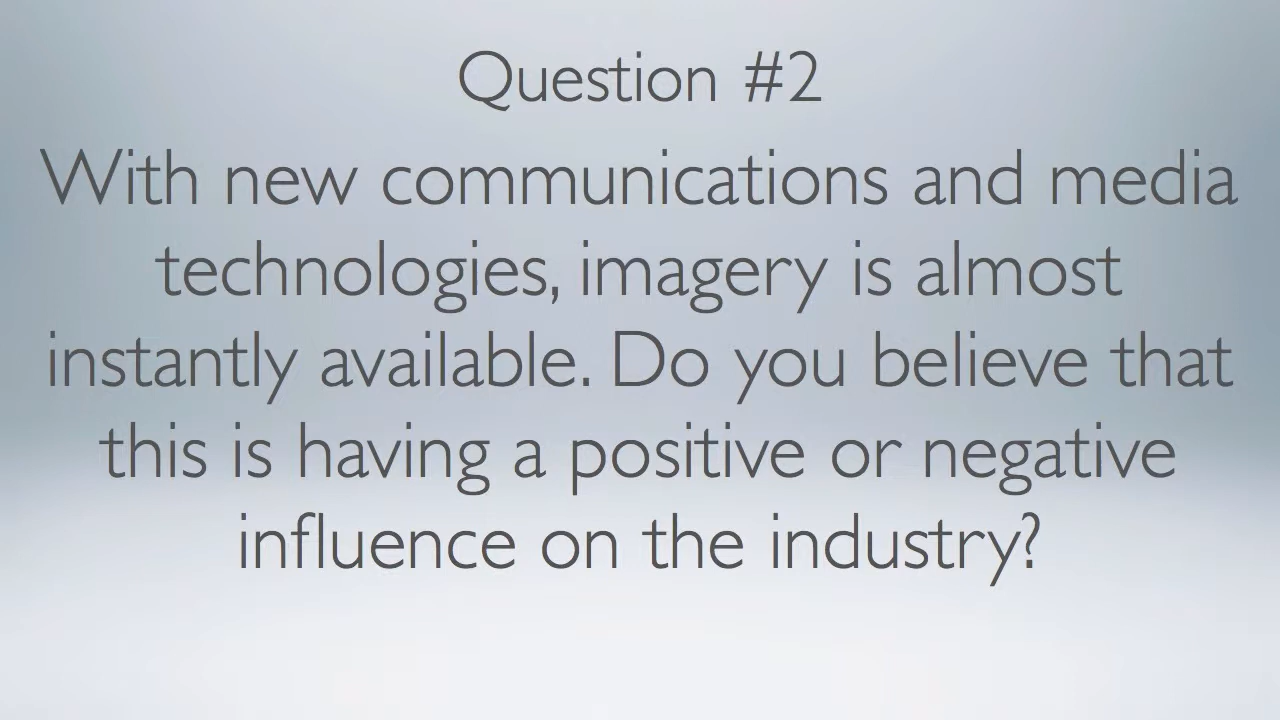 Question #2
With new communications and media
technologies, imagery is almost
instantly available. Do you believe that
this is having a positive or negative
influence on the industry?